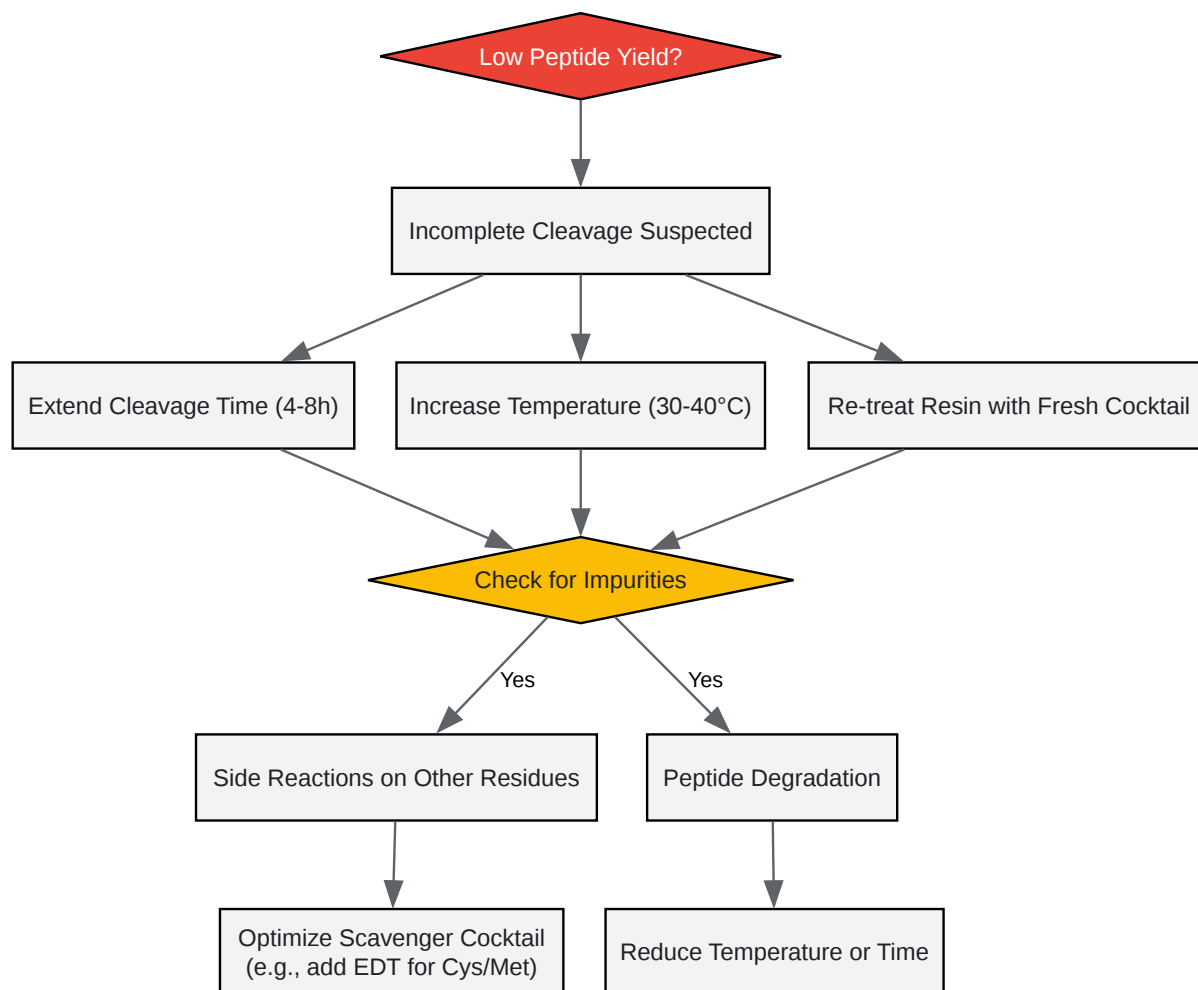 Low Peptide Yield?
Incomplete Cleavage Suspected
Extend Cleavage Time (4-8h)
Increase Temperature (30-40°C)
Re-treat Resin with Fresh Cocktail
Check for Impurities
Yes
Yes
Side Reactions on Other Residues
Peptide Degradation
Optimize Scavenger Cocktail
(e.g., add EDT for Cys/Met)
Reduce Temperature or Time